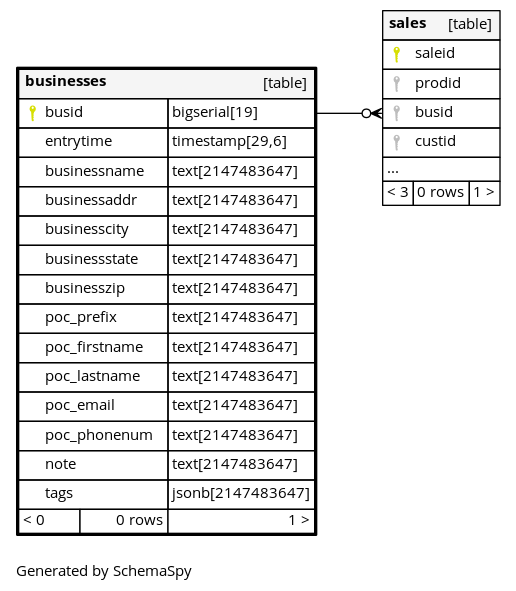 sales [table]
saleid
prodid
busid
custid
...
< 3 0 rows 1 >
businesses [table]
busid bigserial[19]
entrytime timestamp[29,6]
businessname text[2147483647]
businessaddr text[2147483647]
businesscity text[2147483647]
businessstate text[2147483647]
businesszip text[2147483647]
poc_prefix text[2147483647]
poc_firstname text[2147483647]
poc_lastname text[2147483647]
poc_email text[2147483647]
poc_phonenum text[2147483647]
note text[2147483647]
tags jsonb[2147483647]
< 0 0 rows 1 >
Generated by SchemaSpy